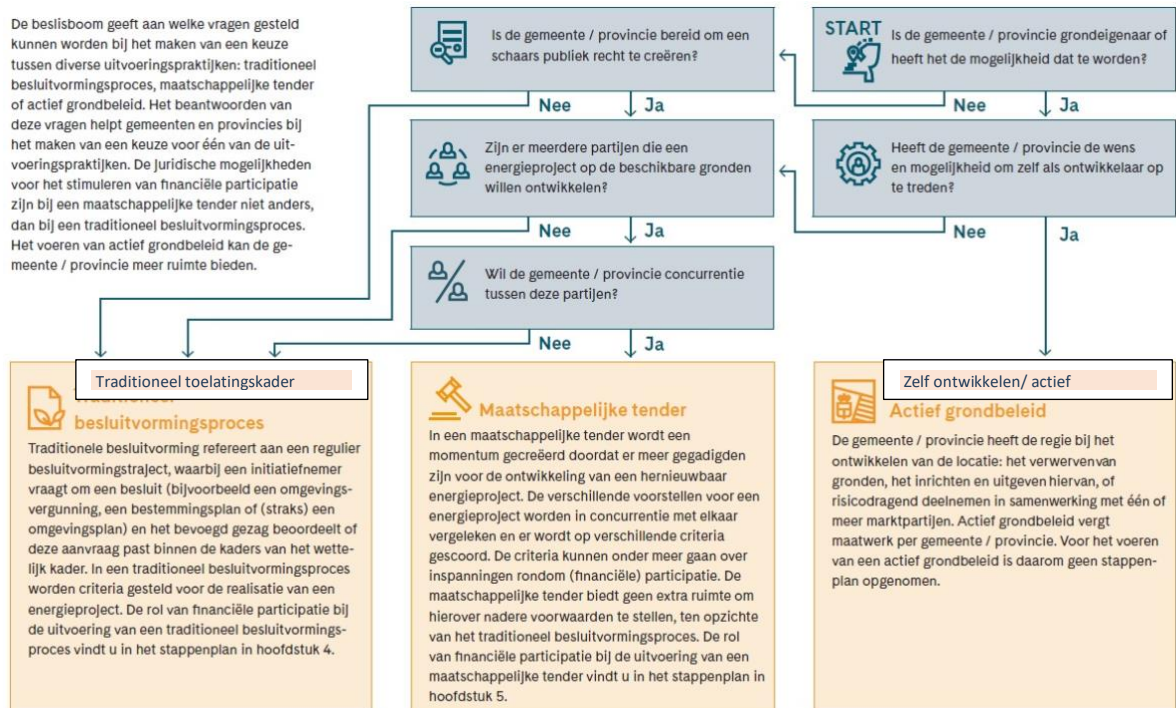 De beslisboom geeft aan welke vragen gesteld
kunnen worden bij het maken van een keuze
tussen diverse uitvoeringspraktijken: traditioneel
besluitvormingsproces, maatschappelijke tender
of actief grondbeleid. Het beantwoorden van
deze vragen helpt gemeenten en provincies bij
het maken van een keuze voor één van de uit-
voeringspraktijken. De juridische mogelijkheden
voor het stimuleren van financiële participatie
zijn bij een maatschappelijke tender niet anders,
dan bij een traditioneel besluitvormingsproces.
Het voeren van actief grondbeleid kan de ge-
meente / provincie meer ruimte bieden.
START
Is de gemeente / provincie grondeigenaar of
heeft het de mogelijkheid dat te worden?
Nee
Ja
Is de gemeente / provincie bereid om een
schaars publiek recht te creëren?
Nee
Ja
Heeft de gemeente / provincie de wens
en mogelijkheid om zelf als ontwikkelaar op
te treden?
Nee
Ja
Zijn er meerdere partijen die een
energieproject op de beschikbare gronden
willen ontwikkelen?
Nee
Ja
Wil de gemeente / provincie concurrentie
tussen deze partijen?
Nee
Ja
Traditioneel toelatingskader
besluitvormingsproces
Traditionele besluitvorming refereert aan een regulier
besluitvormingstraject, waarbij een initiatiefnemer
vraagt om een besluit (bijvoorbeeld een omgevings-
vergunning, een bestemmingsplan of (straks) een
omgevingsplan) en het bevoegd gezag beoordeelt of
deze aanvraag past binnen de kaders van het wette-
lijk kader. In een traditioneel besluitvormingsproces
worden criteria gesteld voor de realisatie van een
energieproject. De rol van financiële participatie bij
de uitvoering van een traditioneel besluitvormings-
proces vindt u in het stappenplan in hoofdstuk 4.
Maatschappelijke tender
In een maatschappelijke tender wordt een
momentum gecreëerd doordat er meer gegadigden
zijn voor de ontwikkeling van een hernieuwbaar
energieproject. De verschillende voorstellen voor een
energieproject worden in concurrentie met elkaar
vergeleken en er wordt op verschillende criteria
gescoord. De criteria kunnen onder meer gaan over
inspanningen rondom (financiële) participatie. De
maatschappelijke tender biedt geen extra ruimte om
hierover nadere voorwaarden te stellen, ten opzichte
van het traditioneel besluitvormingsproces. De rol
van financiële participatie bij de uitvoering van een
maatschappelijke tender vindt u in het stappenplan in
hoofdstuk 5.
Zelf ontwikkelen/ actief
Actief grondbeleid
De gemeente / provincie heeft de regie bij het
ontwikkelen van de locatie: het verwervenvan
gronden, het inrichten en uitgeven hiervan, of
risicodragend deelnemen in samenwerking met één of
meer marktpartijen. Actief grondbeleid vergt
maatwerk per gemeente / provincie. Voor het voeren
van een actief grondbeleid is daarom geen stappen-
plan opgenomen.